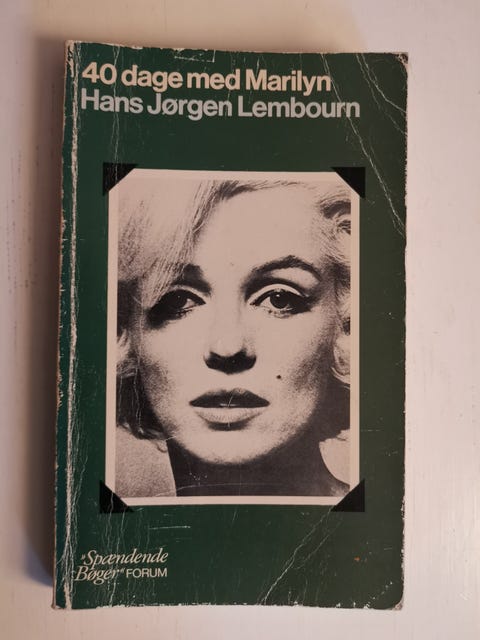 40 dage med Marilyn
Hans Jørgen Lembourn
»Spændende
Bøger« FORUM